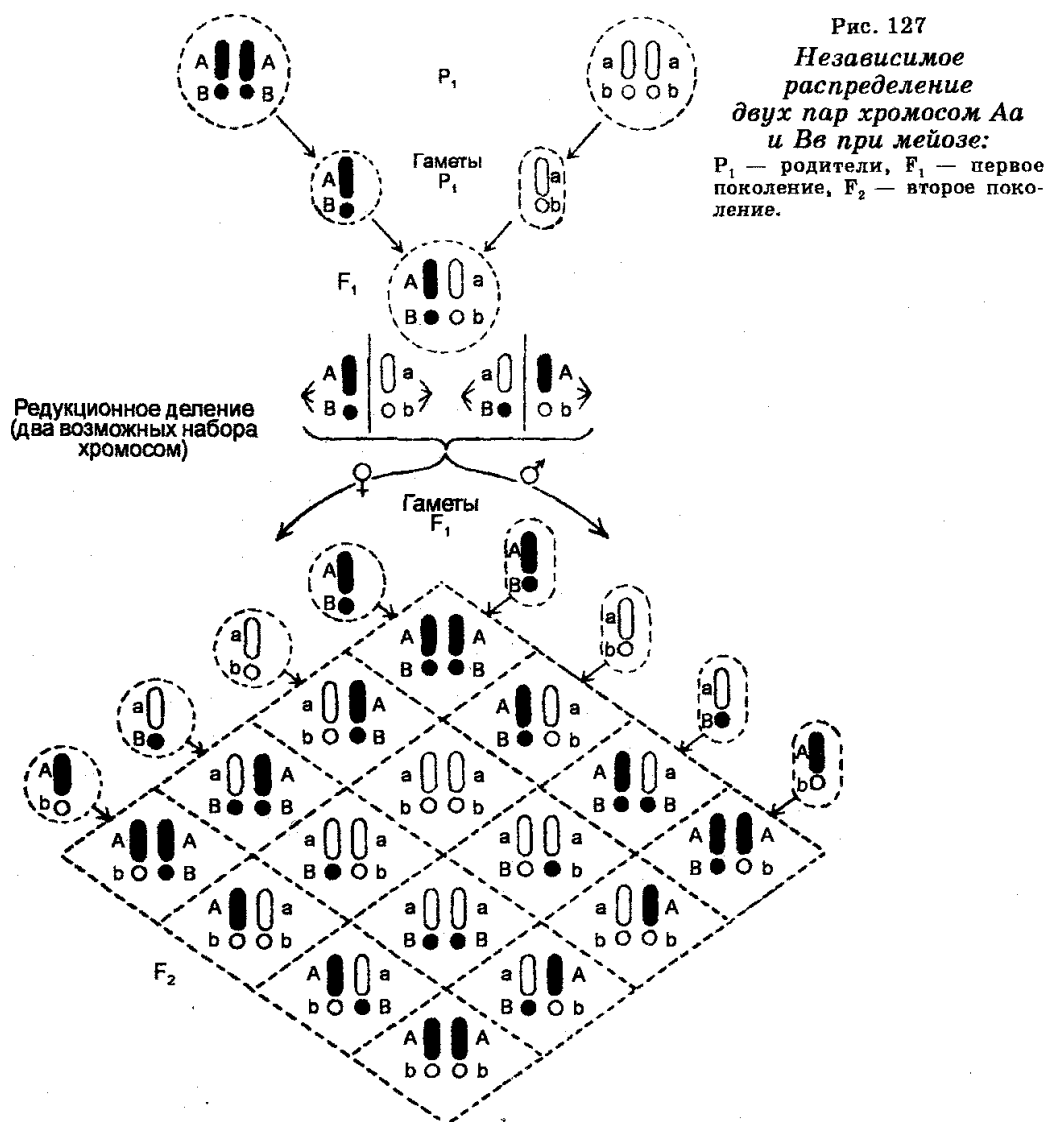 Рис. 127
Независимое
распределение
двух пар хромосом Аа
и Вв при мейозе:
P₁ — родители, F₁ — первое
поколение, F₂ — второе поко-
ление.
A A P₁ a a
B B b b
Гаметы
P₁
A a
B b
F₁
A a
B b
A a a A
B b B b
Редукционное деление
(два возможных набора
хромосом)
♀ ♂
Гаметы
F₁
A A
B B
a a
b b
a a
B B
A A
b b
A A
B B
a A A a
b B B b
a A a a A a
B B b b B B
A A a a a a A A
b B B b B b B b
A a a a a A
b b B B b b
A a a A
b B B b
A A
b b
F₂